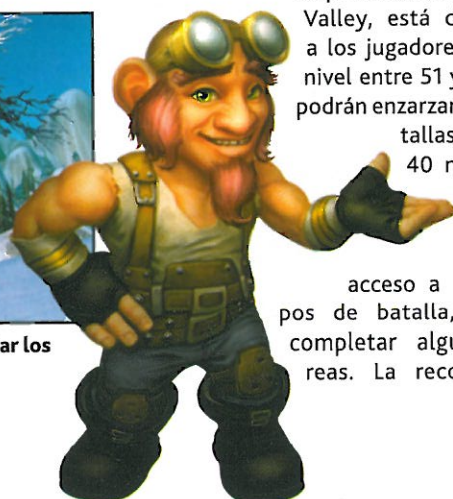 Valley, está
a los jugadore
nivel entre 51 y
podrán enzarzar
tallas
40
acceso a
pos de batalla,
completar algu
reas. La reco
ar los